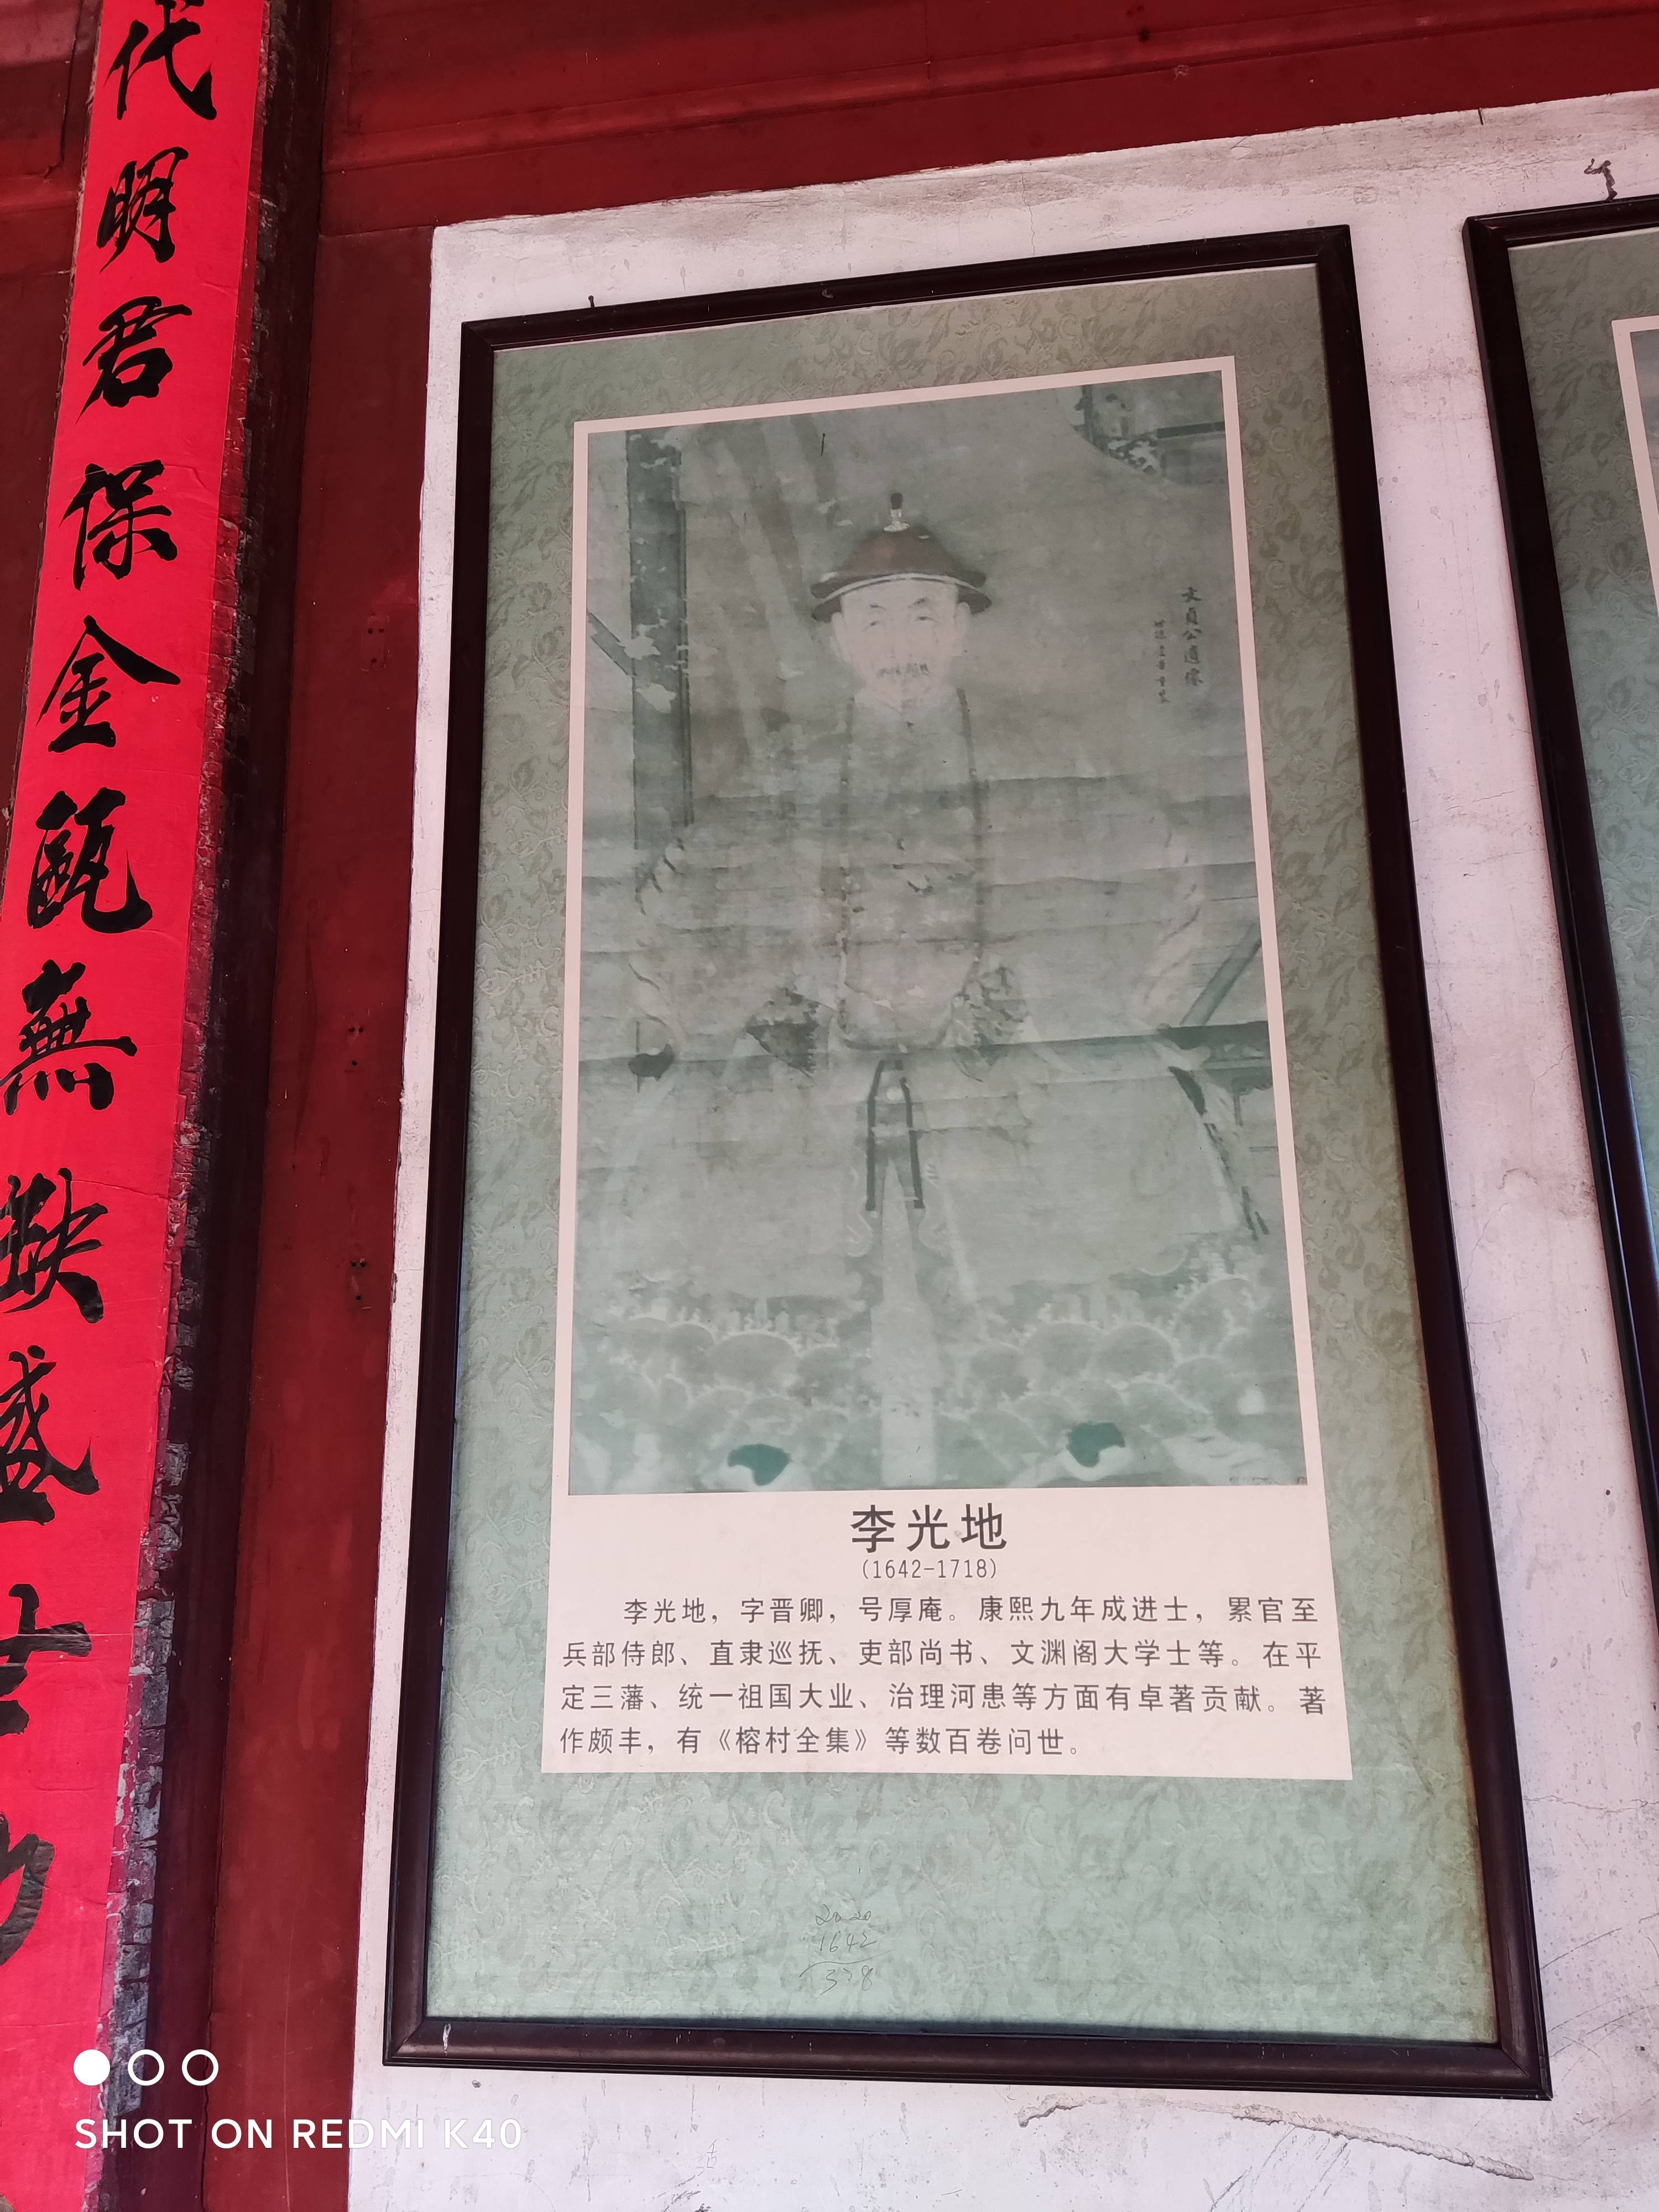 代明君保金甌無缺盛世
文貞公遺像
李光地
(1642-1718)
李光地，字晋卿，号厚庵。康熙九年成进士，累官至
兵部侍郎、直隶巡抚、吏部尚书、文渊阁大学士等。在平
定三藩、统一祖国大业、治理河患等方面有卓著贡献。著
作颇丰，有《榕村全集》等数百卷问世。
2020
1642
378
SHOT ON REDMI K40